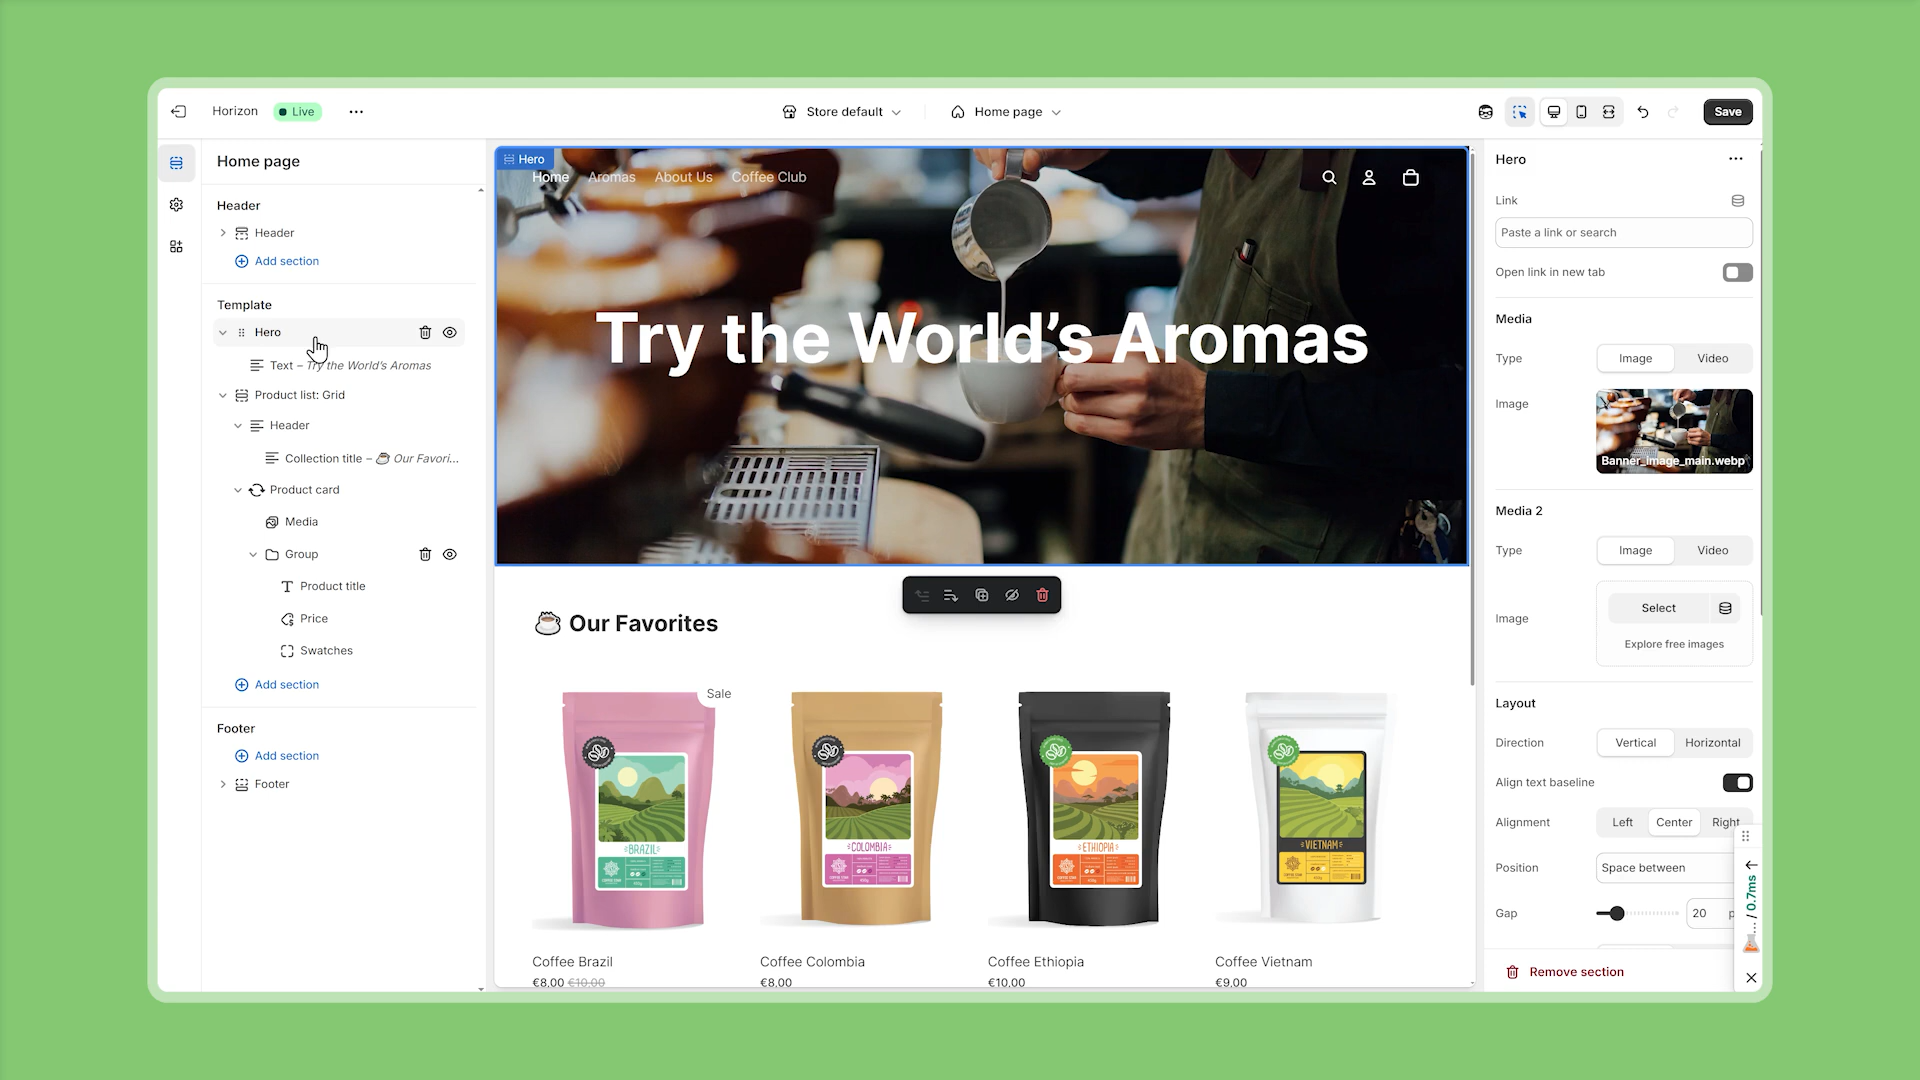 Horizon
Live
Store default
Home page
Save
Home page
Header
Header
Add section
Template
Hero
Text – Try the World's Aromas
Product list: Grid
Header
Collection title – Our Favori...
Product card
Media
Group
Product title
Price
Swatches
Add section
Footer
Add section
Footer
Hero
Home
Aromas
About Us
Coffee Club
Try the World’s Aromas
Our Favorites
Sale
BRAZIL
COLOMBIA
ETHIOPIA
VIETNAM
Coffee Brazil
€8.00 €10.00
Coffee Colombia
€8.00
Coffee Ethiopia
€10.00
Coffee Vietnam
€9.00
Hero
Link
Paste a link or search
Open link in new tab
Media
Type
Image
Video
Image
Banner_image_main.webp
Media 2
Type
Image
Video
Image
Select
Explore free images
Layout
Direction
Vertical
Horizontal
Align text baseline
Alignment
Left
Center
Right
Position
Space between
Gap
20
... / 0.7ms
Remove section